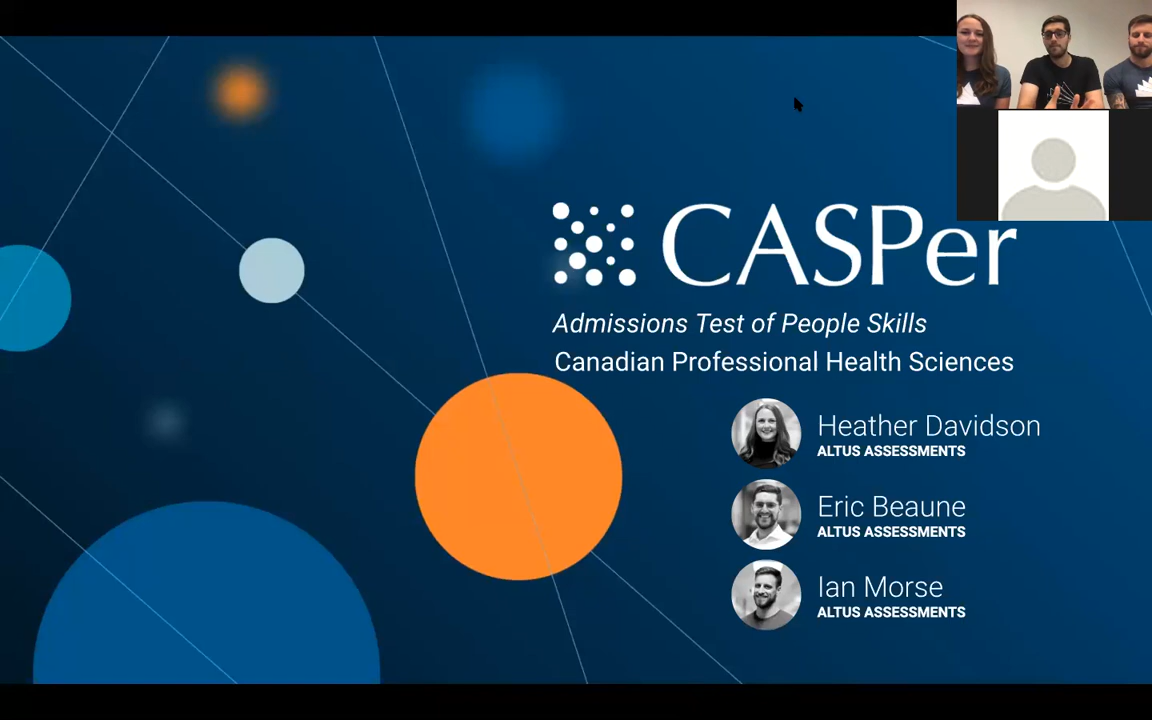 CASPer
Admissions Test of People Skills
Canadian Professional Health Sciences
Heather Davidson
ALTUS ASSESSMENTS
Eric Beaune
ALTUS ASSESSMENTS
Ian Morse
ALTUS ASSESSMENTS